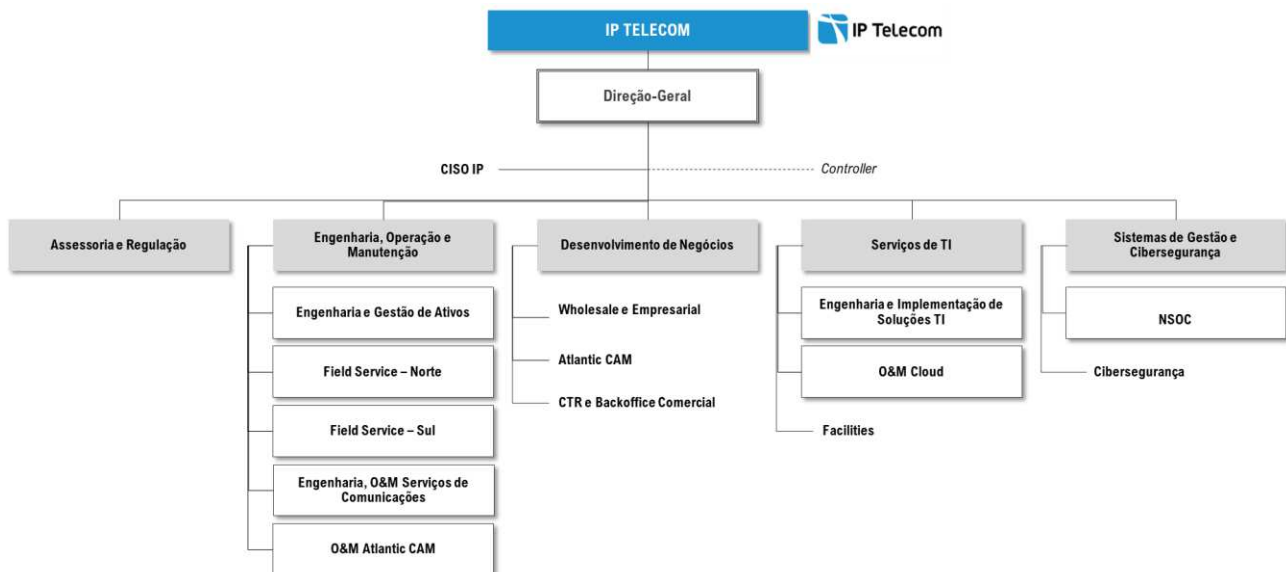 IP TELECOM
IP Telecom
Direção-Geral
CISO IP
Controller
Assessoria e Regulação
Engenharia, Operação e
Manutenção
Desenvolvimento de Negócios
Serviços de TI
Sistemas de Gestão e
Cibersegurança
Engenharia e Gestão de Ativos
Field Service – Norte
Field Service – Sul
Engenharia, O&M Serviços de
Comunicações
O&M Atlantic CAM
Wholesale e Empresarial
Atlantic CAM
CTR e Backoffice Comercial
Engenharia e Implementação de
Soluções TI
O&M Cloud
Facilities
NSOC
Cibersegurança